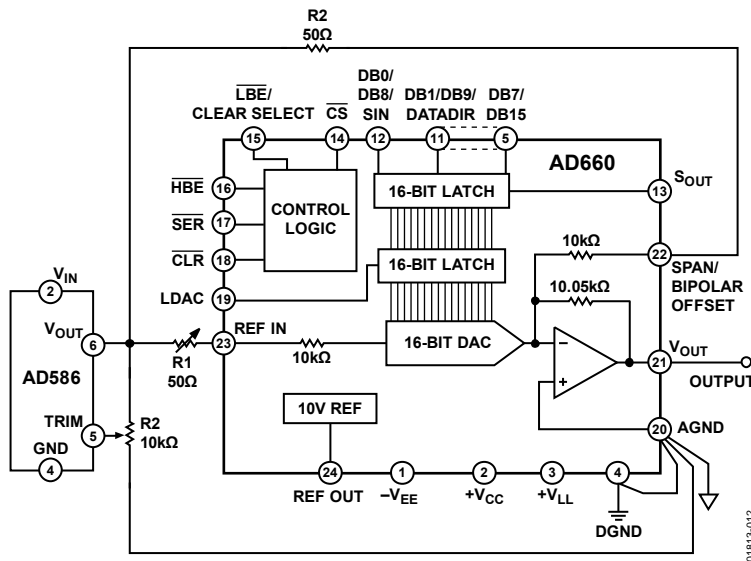 R2
50Ω
DB0/
DB8/
SIN
DB1/DB9/
DATADIR
DB7/
DB15
LBE/
CLEAR SELECT
CS
15
14
12
11
5
AD660
HBE
16
SER
17
CLR
18
LDAC
19
CONTROL
LOGIC
16-BIT LATCH
16-BIT LATCH
13
SOUT
10kΩ
22
SPAN/
BIPOLAR
OFFSET
10.05kΩ
2
VIN
VOUT
6
AD586
TRIM
5
GND
4
R1
50Ω
R2
10kΩ
23
REF IN
10kΩ
16-BIT DAC
−
+
VOUT
21
OUTPUT
20
AGND
10V REF
24
REF OUT
1
−VEE
2
+VCC
3
+VLL
4
DGND
01813-012